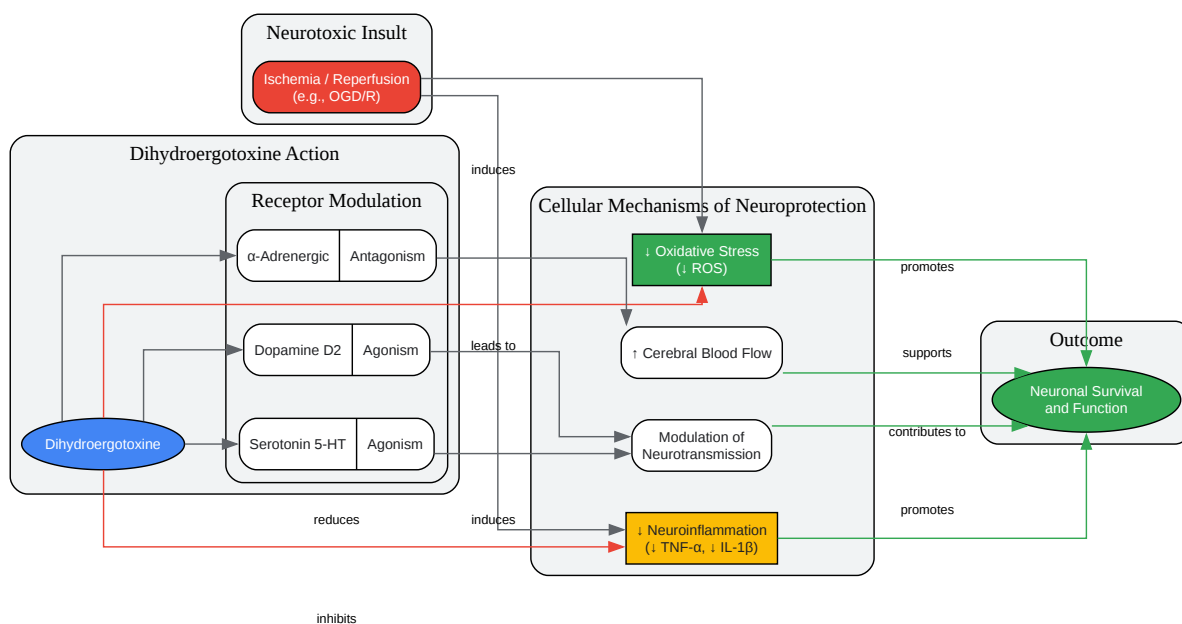 Neurotoxic Insult
Ischemia / Reperfusion
(e.g., OGD/R)
Dihydroergotoxine Action
induces
Receptor Modulation
Cellular Mechanisms of Neuroprotection
α-Adrenergic
Antagonism
↓ Oxidative Stress
(↓ ROS)
promotes
Dopamine D2
Agonism
leads to
↑ Cerebral Blood Flow
supports
Outcome
Neuronal Survival
and Function
Dihydroergotoxine
Serotonin 5-HT
Agonism
Modulation of
Neurotransmission
contributes to
reduces
induces
↓ Neuroinflammation
(↓ TNF-α, ↓ IL-1β)
promotes
inhibits